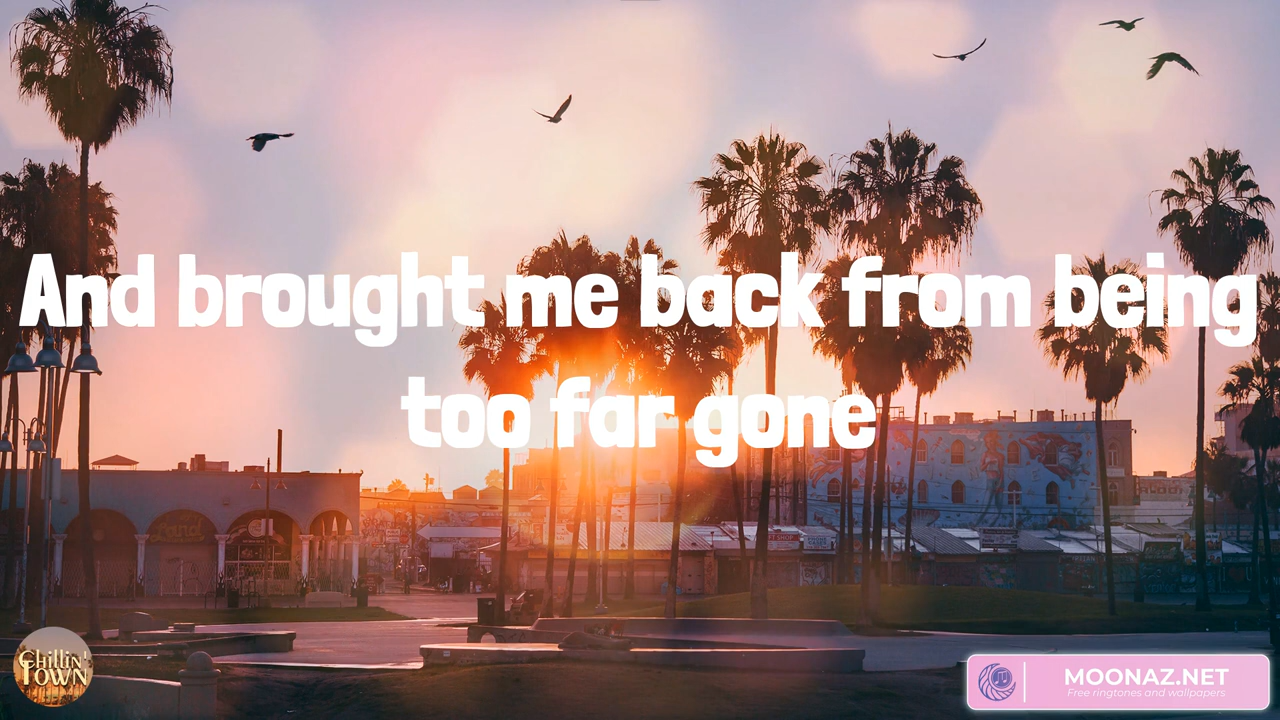 And brought me back from being
too far gone
Chillin'
Town
MOONAZ.NET
Free ringtones and wallpapers